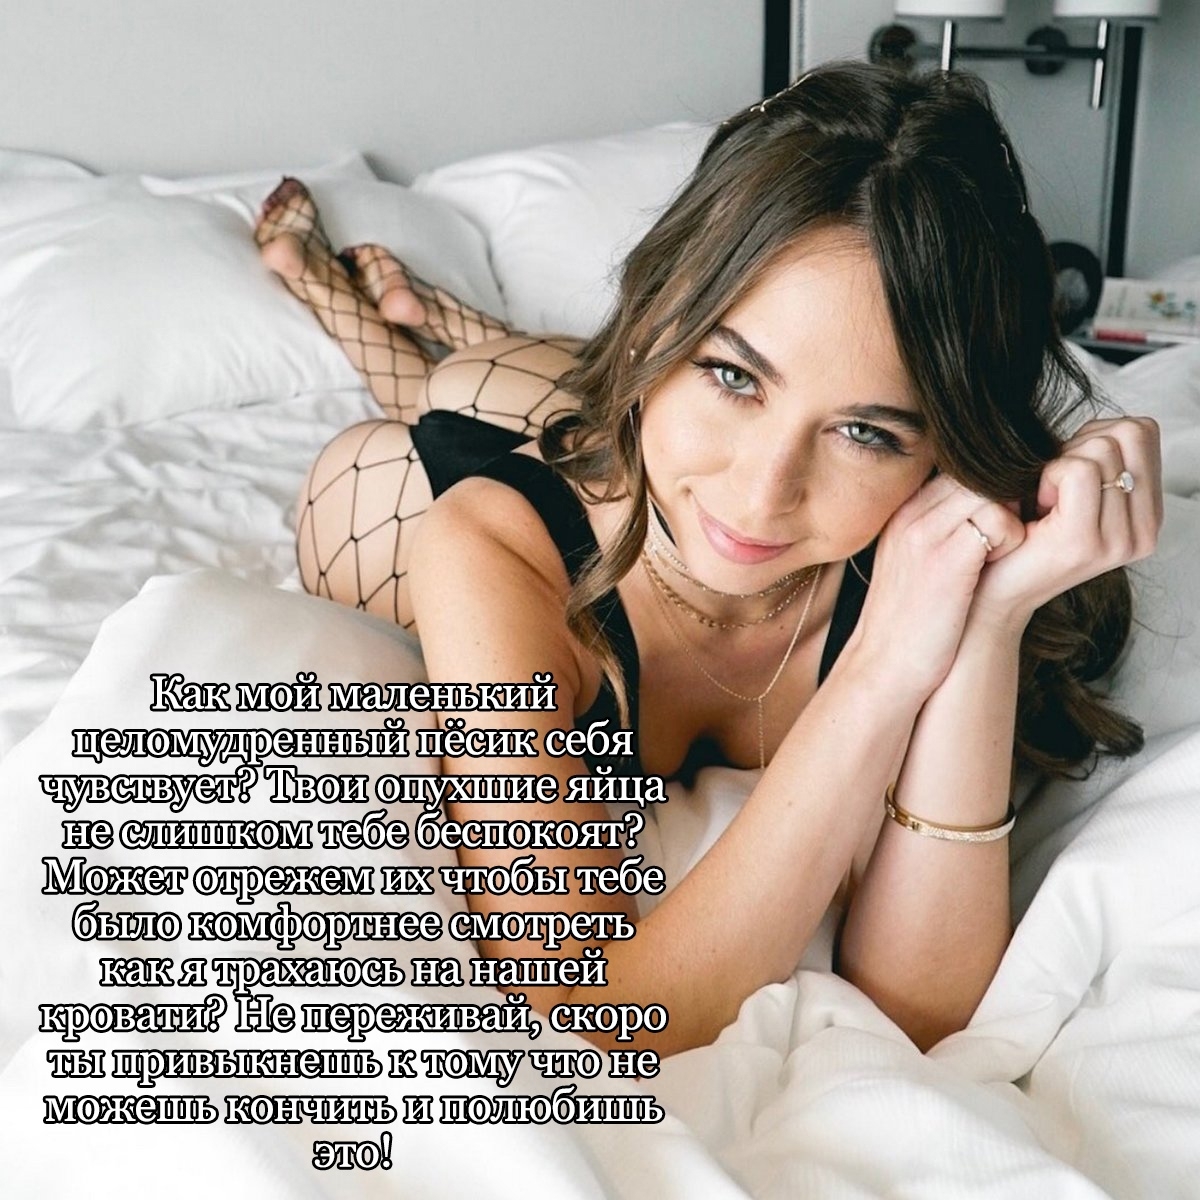 Как мой маленький
целомудренный пёсик себя
чувствует? Твои опухшие яйца
не слишком тебе беспокоят?
Может отрежем их чтобы тебе
было комфортнее смотреть
как я трахаюсь на нашей
кровати? Не переживай, скоро
ты привыкнешь к тому что не
можешь кончить и полюбишь
это!